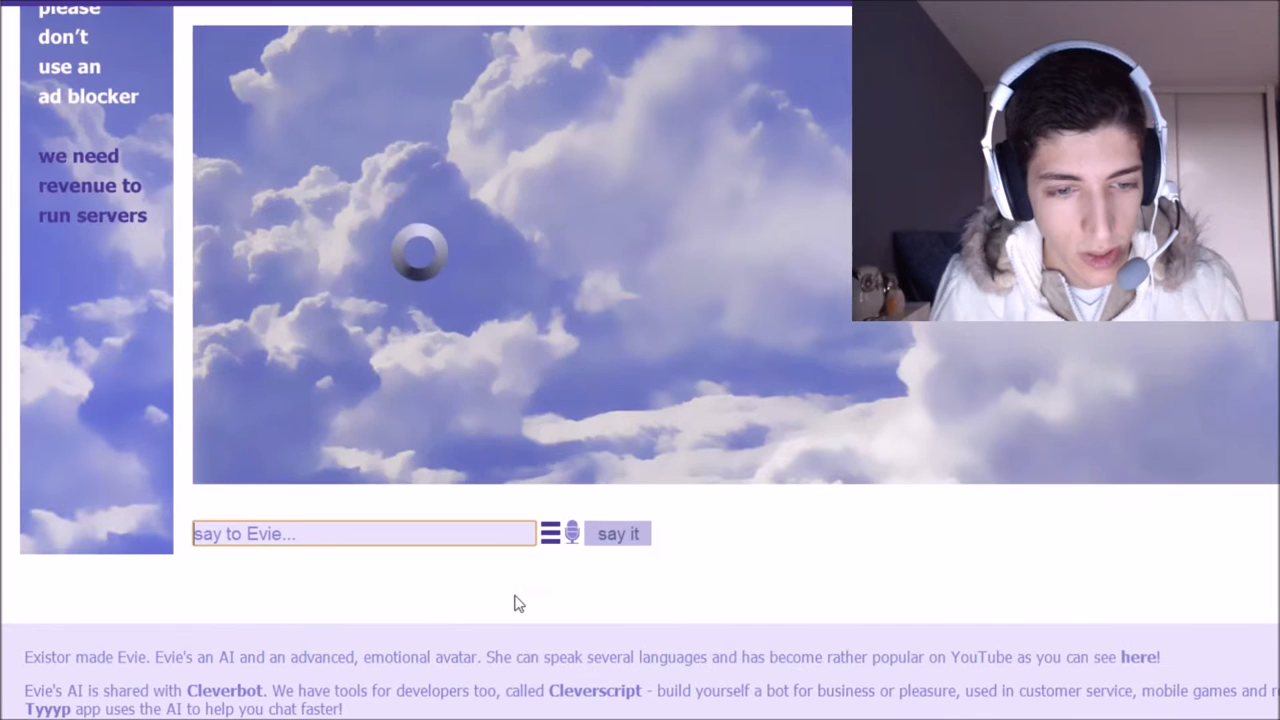 please
don't
use an
ad blocker
we need
revenue to
run servers
say to Evie...
say it
Existor made Evie. Evie's an AI and an advanced, emotional avatar. She can speak several languages and has become rather popular on YouTube as you can see here!
Evie's AI is shared with Cleverbot. We have tools for developers too, called Cleverscript - build yourself a bot for business or pleasure, used in customer service, mobile games and
Tyyyp app uses the AI to help you chat faster!